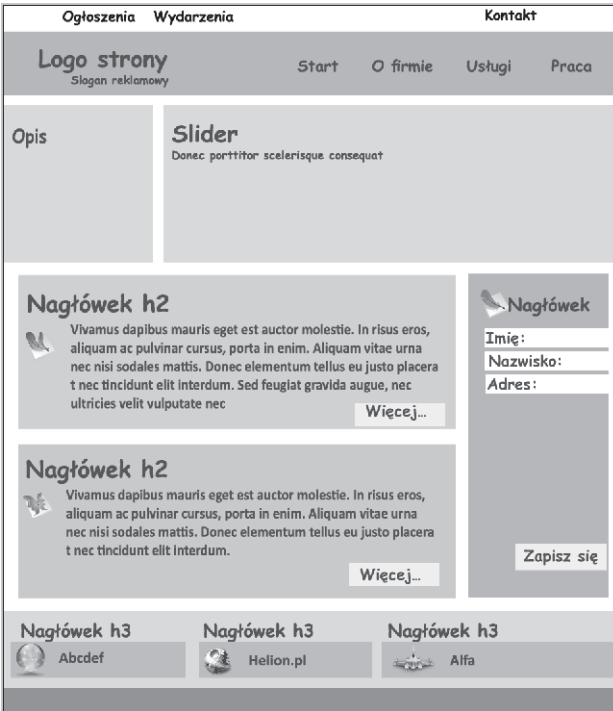 Ogłoszenia Wydarzenia Kontakt
Logo strony
Slogan reklamowy
Start O firmie Usługi Praca
Opis
Slider
Donec porttitor scelerisque consequat
Nagłówek h2
Vivamus dapibus mauris eget est auctor molestie. In risus eros,
aliquam ac pulvinar cursus, porta in enim. Aliquam vitae urna
nec nisi sodales mattis. Donec elementum tellus eu justo placera
t nec tincidunt elit interdum. Sed feugiat gravida augue, nec
ultricies velit vulputate nec
Więcej...
Nagłówek h2
Vivamus dapibus mauris eget est auctor molestie. In risus eros,
aliquam ac pulvinar cursus, porta in enim. Aliquam vitae urna
nec nisi sodales mattis. Donec elementum tellus eu justo placera
t nec tincidunt elit interdum.
Więcej...
Nagłówek
Imię:
Nazwisko:
Adres:
Zapisz się
Nagłówek h3
Abcdef
Nagłówek h3
Helion.pl
Nagłówek h3
Alfa